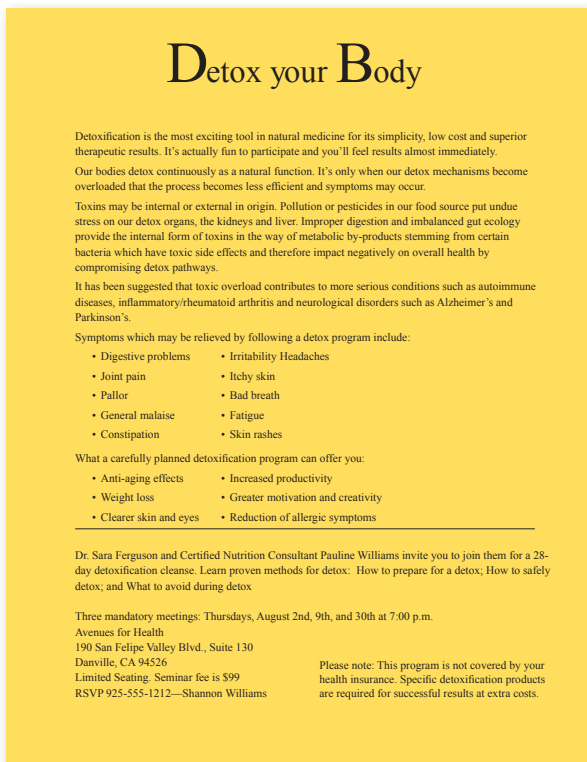 Detox your Body
Detoxification is the most exciting tool in natural medicine for its simplicity, low cost and superior
therapeutic results. It's actually fun to participate and you'll feel results almost immediately.
Our bodies detox continuously as a natural function. It's only when our detox mechanisms become
overloaded that the process becomes less efficient and symptoms may occur.
Toxins may be internal or external in origin. Pollution or pesticides in our food source put undue
stress on our detox organs, the kidneys and liver. Improper digestion and imbalanced gut ecology
provide the internal form of toxins in the way of metabolic by-products stemming from certain
bacteria which have toxic side effects and therefore impact negatively on overall health by
compromising detox pathways.
It has been suggested that toxic overload contributes to more serious conditions such as autoimmune
diseases, inflammatory/rheumatoid arthritis and neurological disorders such as Alzheimer's and
Parkinson's.
Symptoms which may be relieved by following a detox program include:
• Digestive problems • Irritability Headaches
• Joint pain • Itchy skin
• Pallor • Bad breath
• General malaise • Fatigue
• Constipation • Skin rashes
What a carefully planned detoxification program can offer you:
• Anti-aging effects • Increased productivity
• Weight loss • Greater motivation and creativity
• Clearer skin and eyes • Reduction of allergic symptoms
Dr. Sara Ferguson and Certified Nutrition Consultant Pauline Williams invite you to join them for a 28-
day detoxification cleanse. Learn proven methods for detox: How to prepare for a detox; How to safely
detox; and What to avoid during detox
Three mandatory meetings: Thursdays, August 2nd, 9th, and 30th at 7:00 p.m.
Avenues for Health
190 San Felipe Valley Blvd., Suite 130
Danville, CA 94526
Limited Seating. Seminar fee is $99
RSVP 925-555-1212—Shannon Williams
Please note: This program is not covered by your
health insurance. Specific detoxification products
are required for successful results at extra costs.